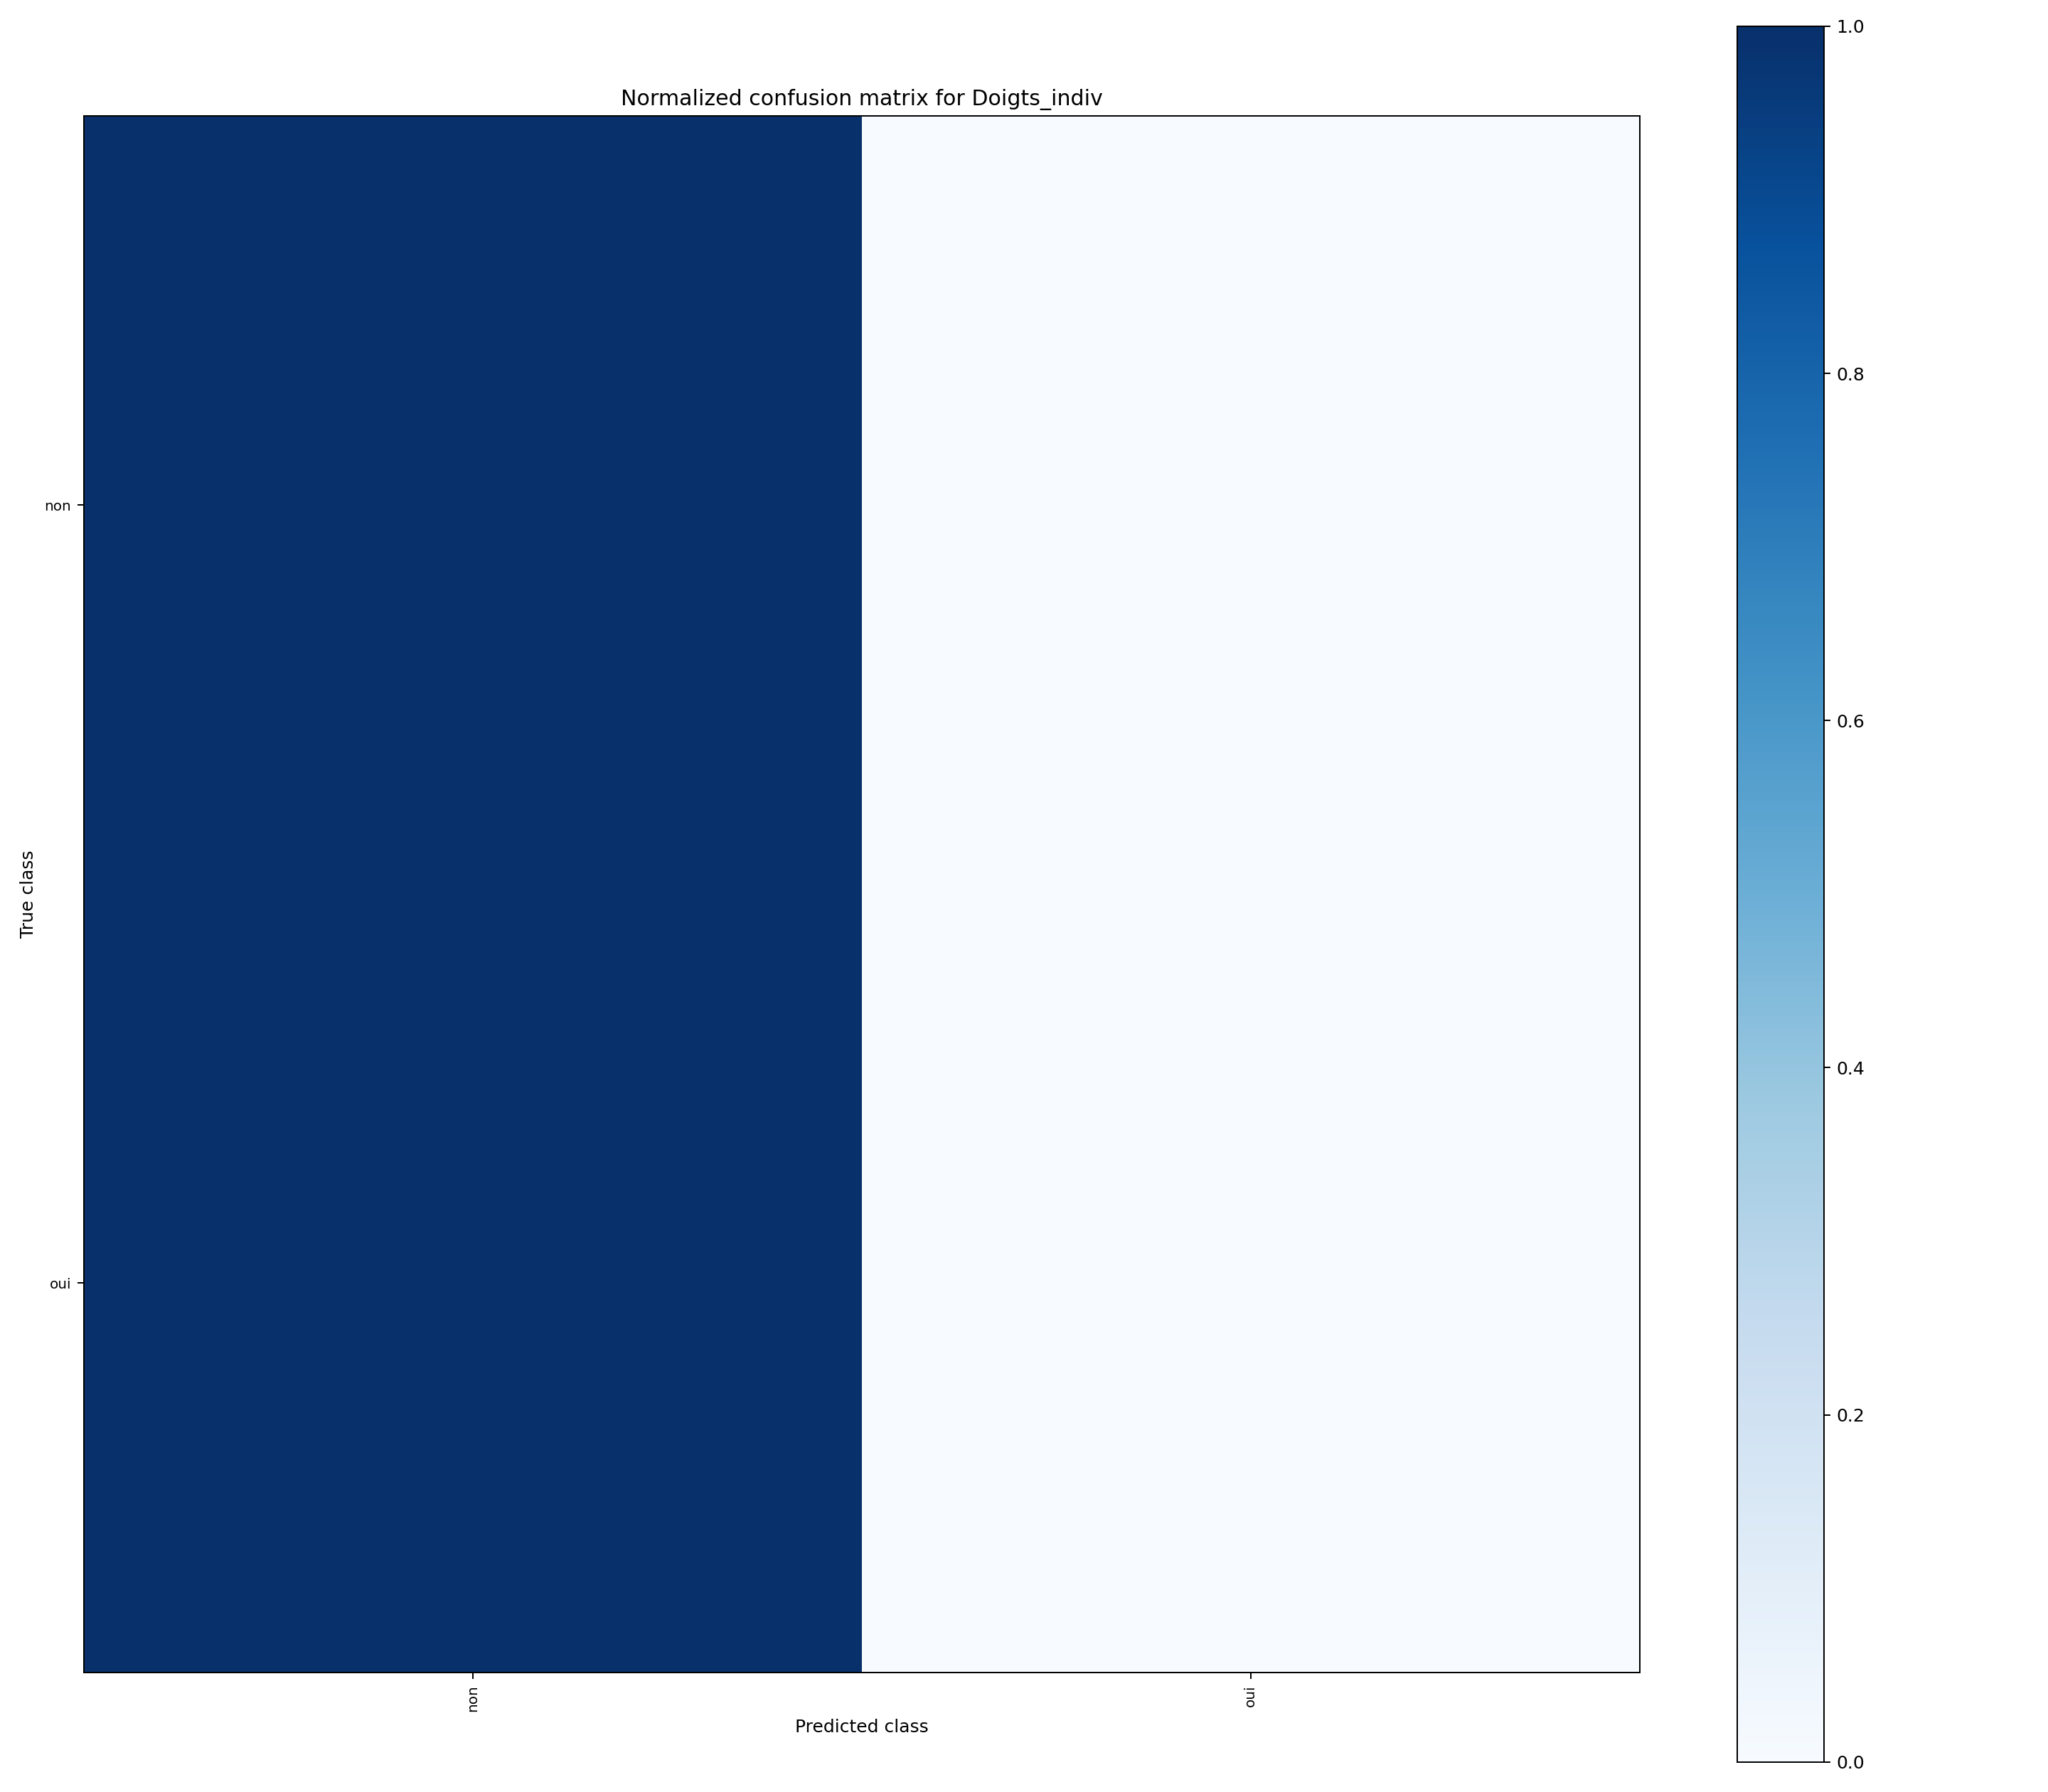 Normalized confusion matrix for Doigts_indiv
True class
non
oui
non
oui
Predicted class
1.0
0.8
0.6
0.4
0.2
0.0